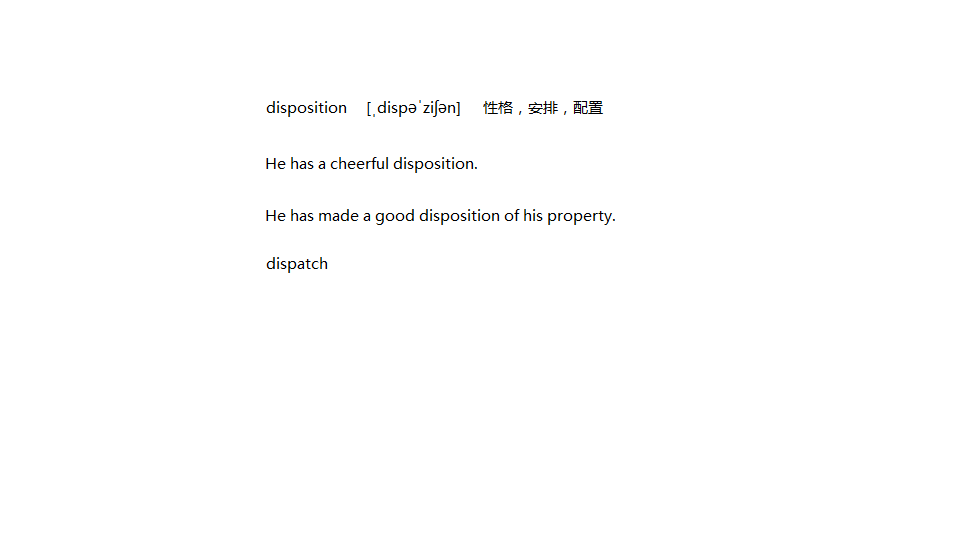 disposition [ˌdispəˈziʃən] 性格，安排，配置
He has a cheerful disposition.
He has made a good disposition of his property.
dispatch